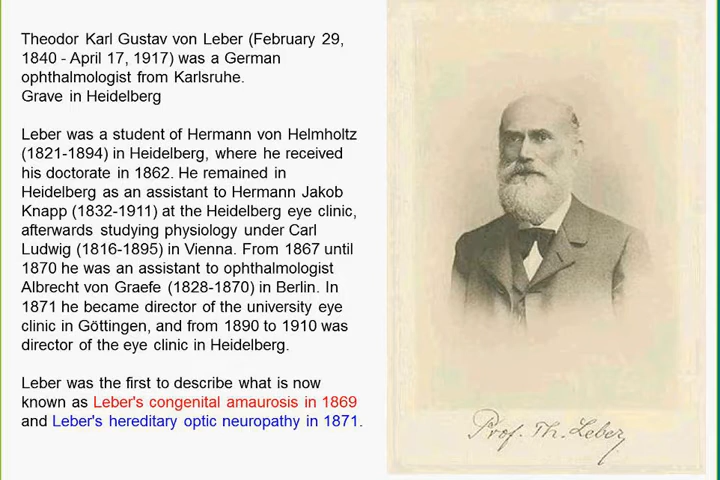 Theodor Karl Gustav von Leber (February 29,
1840 - April 17, 1917) was a German
ophthalmologist from Karlsruhe.
Grave in Heidelberg
Leber was a student of Hermann von Helmholtz
(1821-1894) in Heidelberg, where he received
his doctorate in 1862. He remained in
Heidelberg as an assistant to Hermann Jakob
Knapp (1832-1911) at the Heidelberg eye clinic,
afterwards studying physiology under Carl
Ludwig (1816-1895) in Vienna. From 1867 until
1870 he was an assistant to ophthalmologist
Albrecht von Graefe (1828-1870) in Berlin. In
1871 he became director of the university eye
clinic in Göttingen, and from 1890 to 1910 was
director of the eye clinic in Heidelberg.
Leber was the first to describe what is now
known as Leber's congenital amaurosis in 1869
and Leber's hereditary optic neuropathy in 1871.
Prof. Th. Leber,